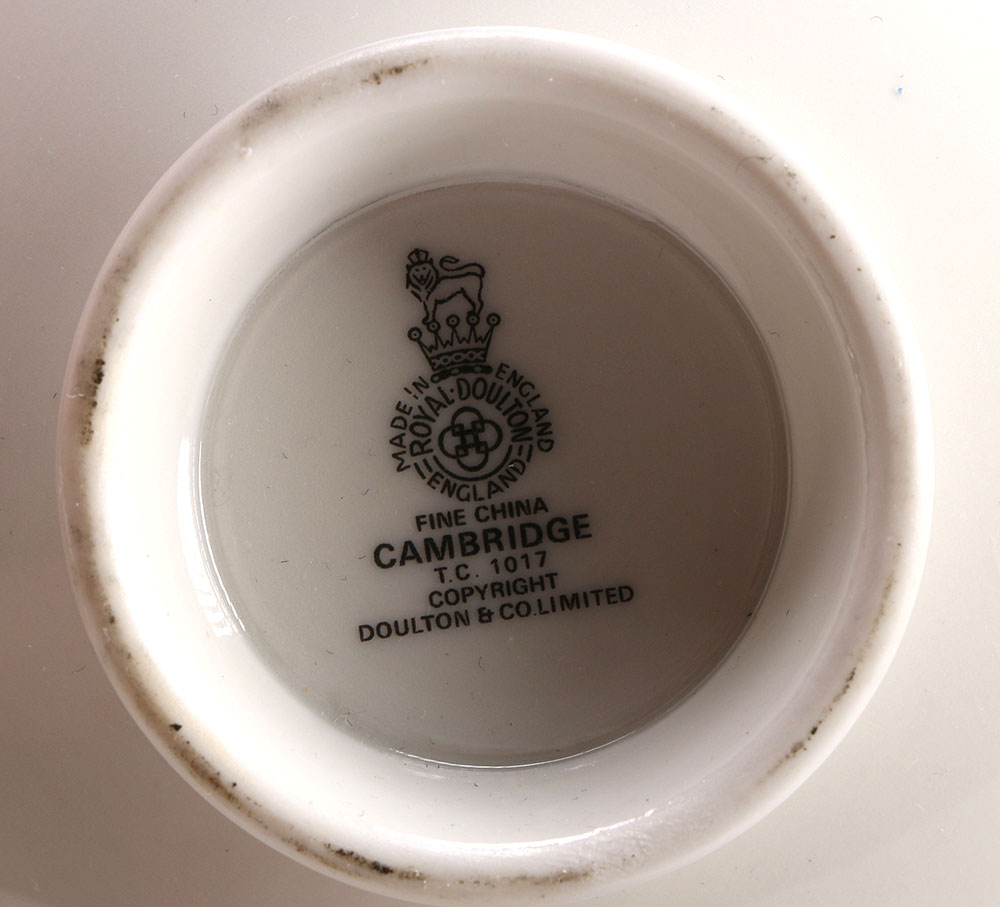 MADE IN ENGLAND
ROYAL·DOULTON
ENGLAND
FINE CHINA
CAMBRIDGE
T.C. 1017
COPYRIGHT
DOULTON & CO.LIMITED